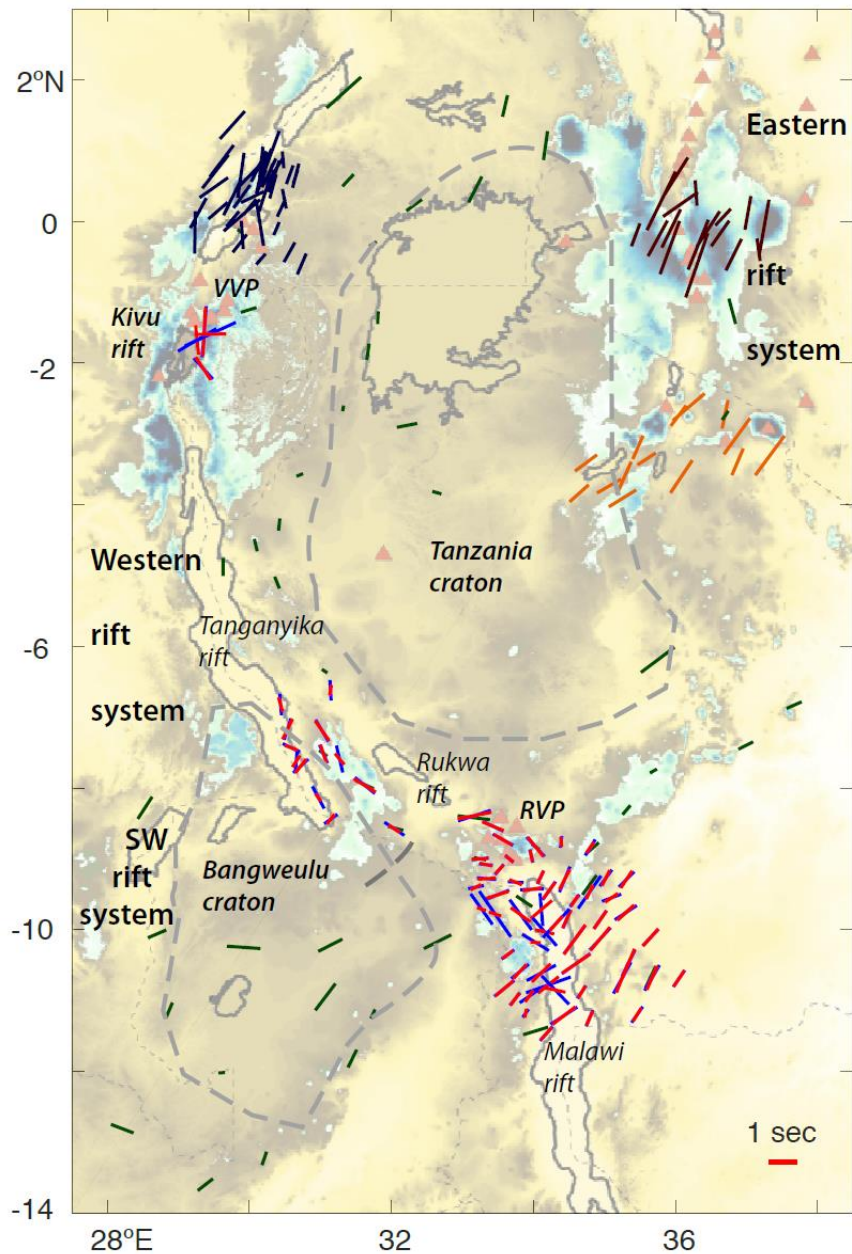 2ºN
Eastern
0
rift
VVP
Kivu
rift
system
-2
Tanzania
craton
Western
rift
Tanganyika
rift
-6
system
Rukwa
rift
RVP
SW
rift
system
Bangweulu
craton
-10
Malawi
rift
1 sec
-14
28ºE
32
36